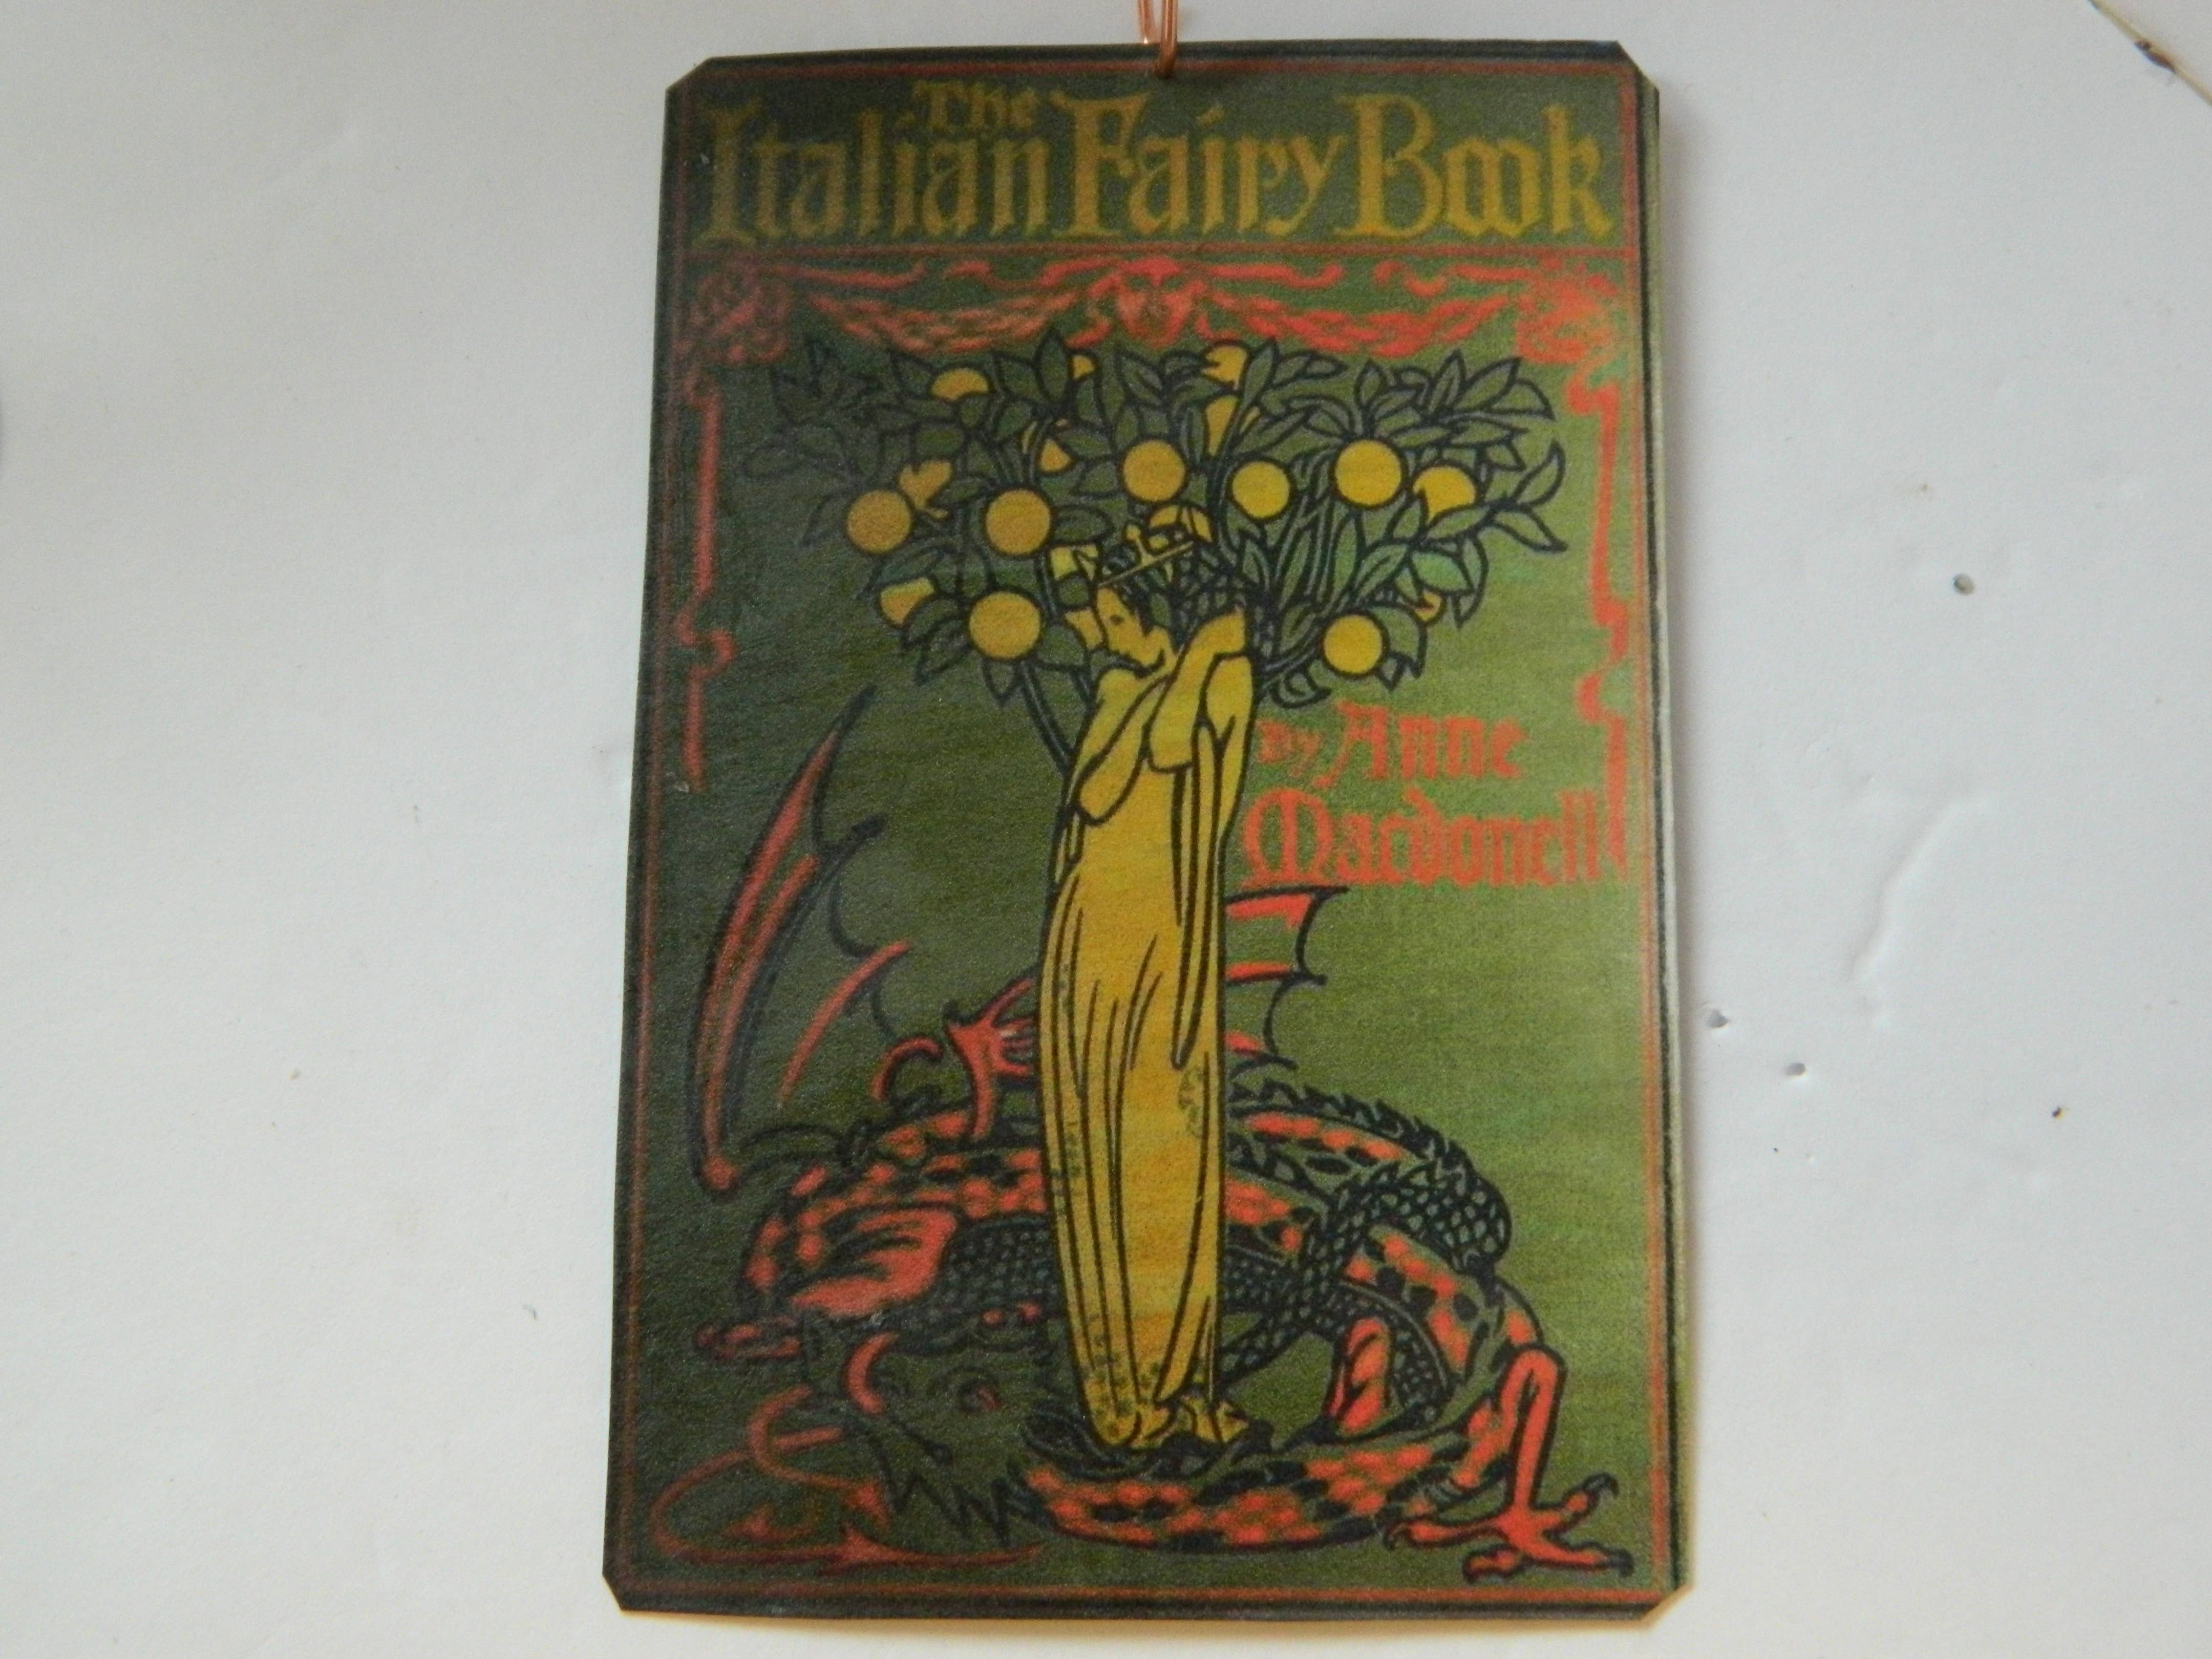 The
Italian Fairy Book
By Anne
Macdonell